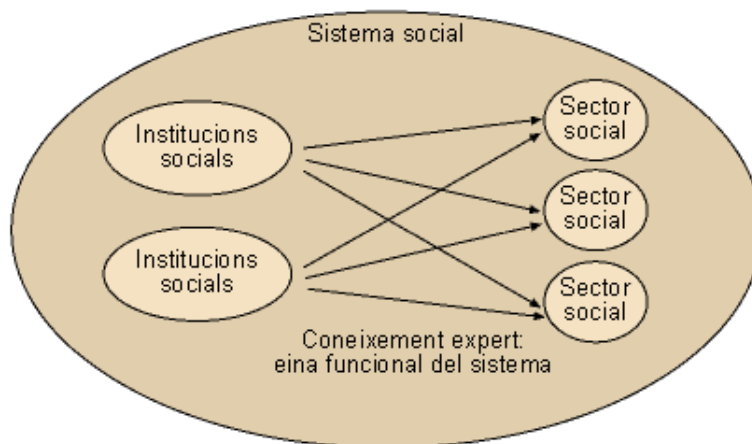 Sistema social
Institucions
socials
Institucions
socials
Sector
social
Sector
social
Sector
social
Coneixement expert:
eina funcional del sistema